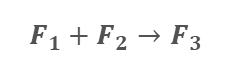 F₁ + F₂ → F₃